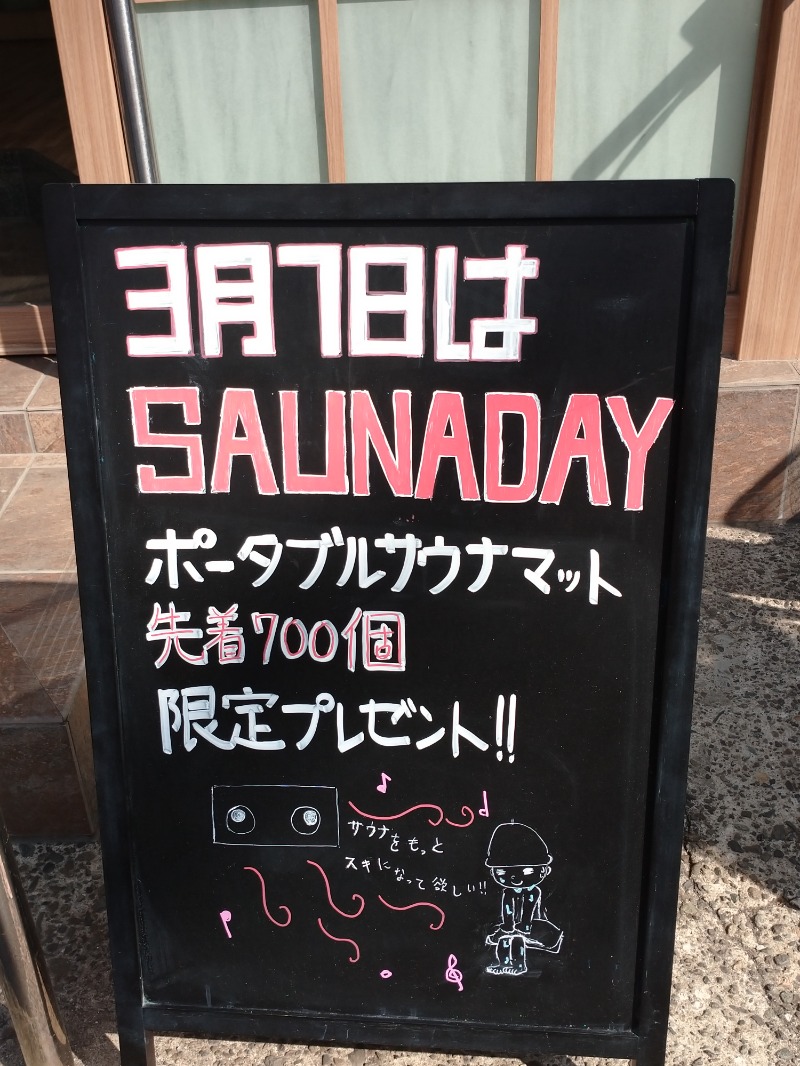 3月7日は
SAUNADAY
ポータブルサウナマット
先着700個
限定プレゼント!!
サウナをもっと
スキになって欲しい!!